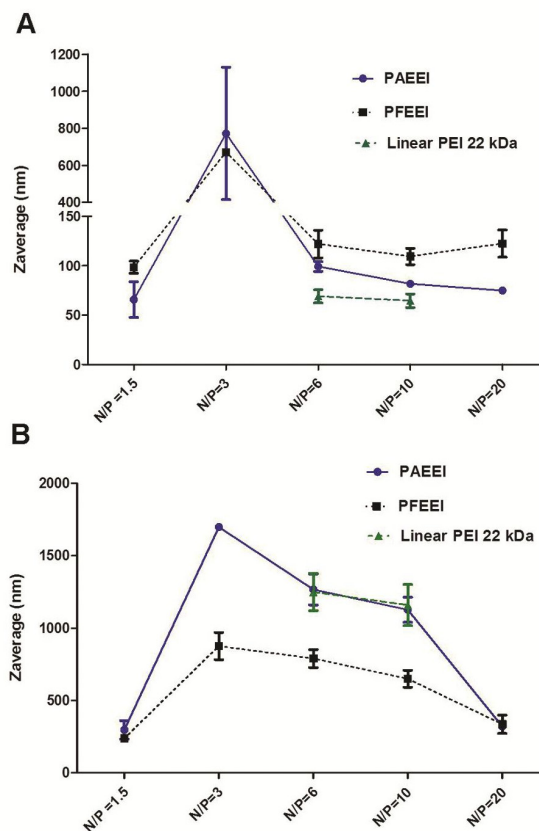 A
1200
1000
800
600
400
150
100
50
0
Zaverage (nm)
PAEEI
PFEEI
Linear PEI 22 kDa
N/P =1.5
N/P=3
N/P=6
N/P=10
N/P=20
B
2000
1500
1000
500
0
Zaverage (nm)
PAEEI
PFEEI
Linear PEI 22 kDa
N/P =1.5
N/P=3
N/P=6
N/P=10
N/P=20